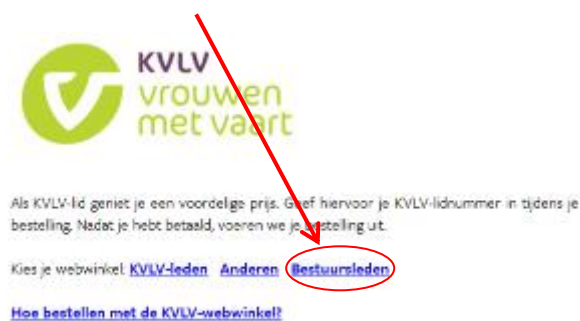 KVLV
vrouwen
met vaart
Als KVLV-lid geniet je een voordelige prijs. Geef hiervoor je KVLV-lidnummer in tijdens je
bestelling. Nadat je hebt betaald, voeren we je bestelling uit.
Kies je webwinkel: KVLV-leden Anderen Bestuursleden
Hoe bestellen met de KVLV-webwinkel?